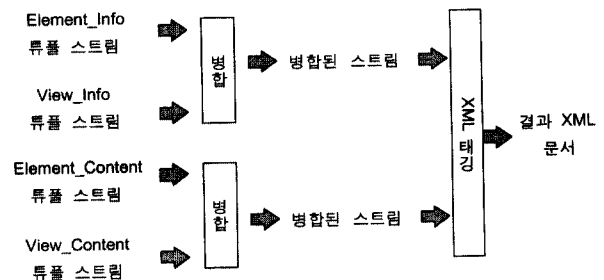 Element_Info
튜플 스트림
View_Info
튜플 스트림
병합
병합된 스트림
Element_Content
튜플 스트림
View_Content
튜플 스트림
병합
병합된 스트림
XML 태깅
결과 XML
문서